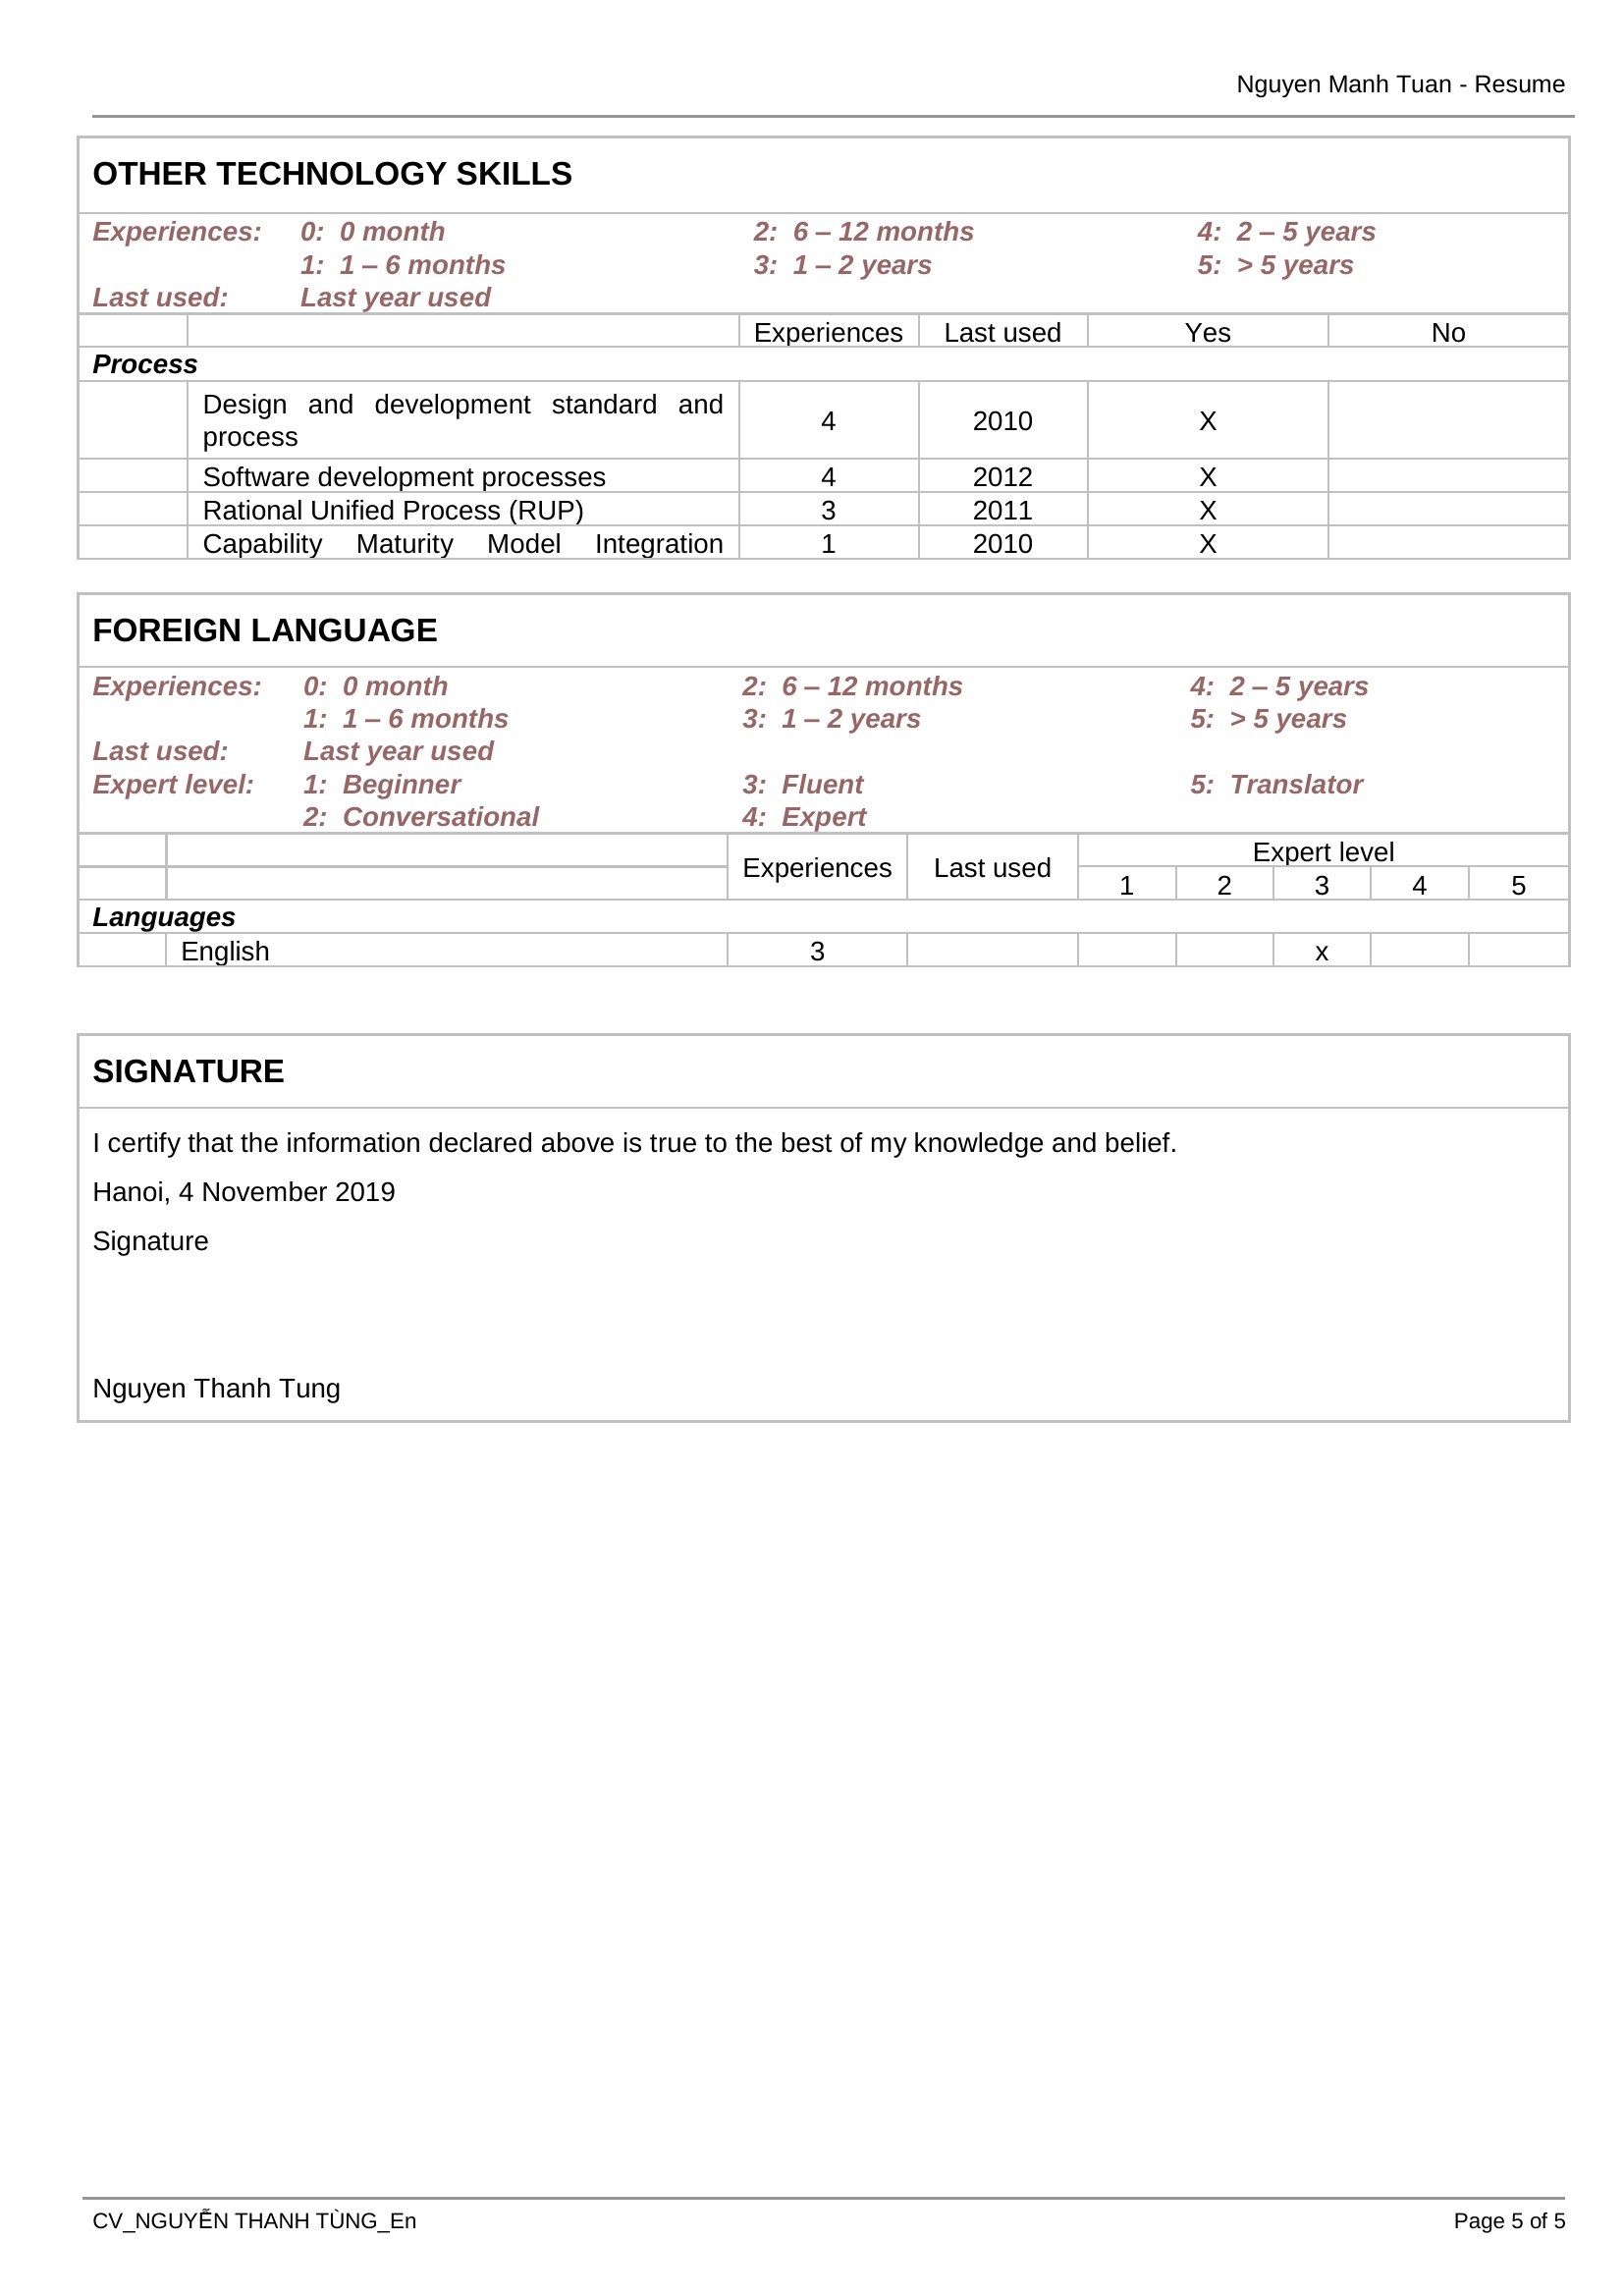 Nguyen Manh Tuan - Resume
OTHER TECHNOLOGY SKILLS
Experiences: 0: 0 month 2: 6 – 12 months 4: 2 – 5 years
1: 1 – 6 months 3: 1 – 2 years 5: > 5 years
Last used: Last year used
Experiences Last used Yes No
Process
Design and development standard and
process 4 2010 X
Software development processes 4 2012 X
Rational Unified Process (RUP) 3 2011 X
Capability Maturity Model Integration 1 2010 X
FOREIGN LANGUAGE
Experiences: 0: 0 month 2: 6 – 12 months 4: 2 – 5 years
1: 1 – 6 months 3: 1 – 2 years 5: > 5 years
Last used: Last year used
Expert level: 1: Beginner 3: Fluent 5: Translator
2: Conversational 4: Expert
Experiences Last used Expert level
1 2 3 4 5
Languages
English 3 x
SIGNATURE
I certify that the information declared above is true to the best of my knowledge and belief.
Hanoi, 4 November 2019
Signature
Nguyen Thanh Tung
CV_NGUYỄN THANH TÙNG_En Page 5 of 5